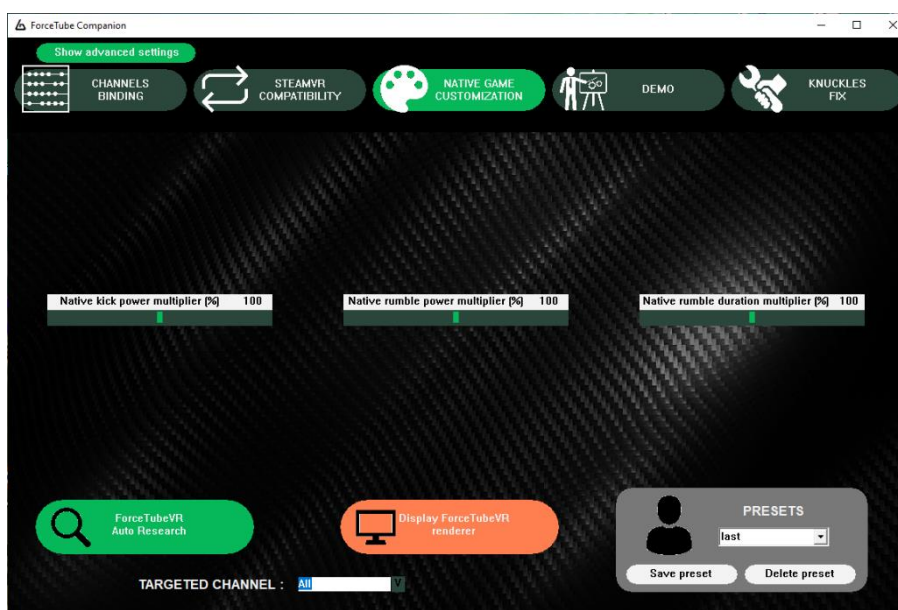 ForceTube Companion
Show advanced settings
CHANNELS
BINDING
STEAMVR
COMPATIBILITY
NATIVE GAME
CUSTOMIZATION
DEMO
KNUCKLES
FIX
Native kick power multiplier (%) 100
Native rumble power multiplier (%) 100
Native rumble duration multiplier (%) 100
ForceTubeVR
Auto Research
Display ForceTubeVR
renderer
PRESETS
last
Save preset
Delete preset
TARGETED CHANNEL : All V